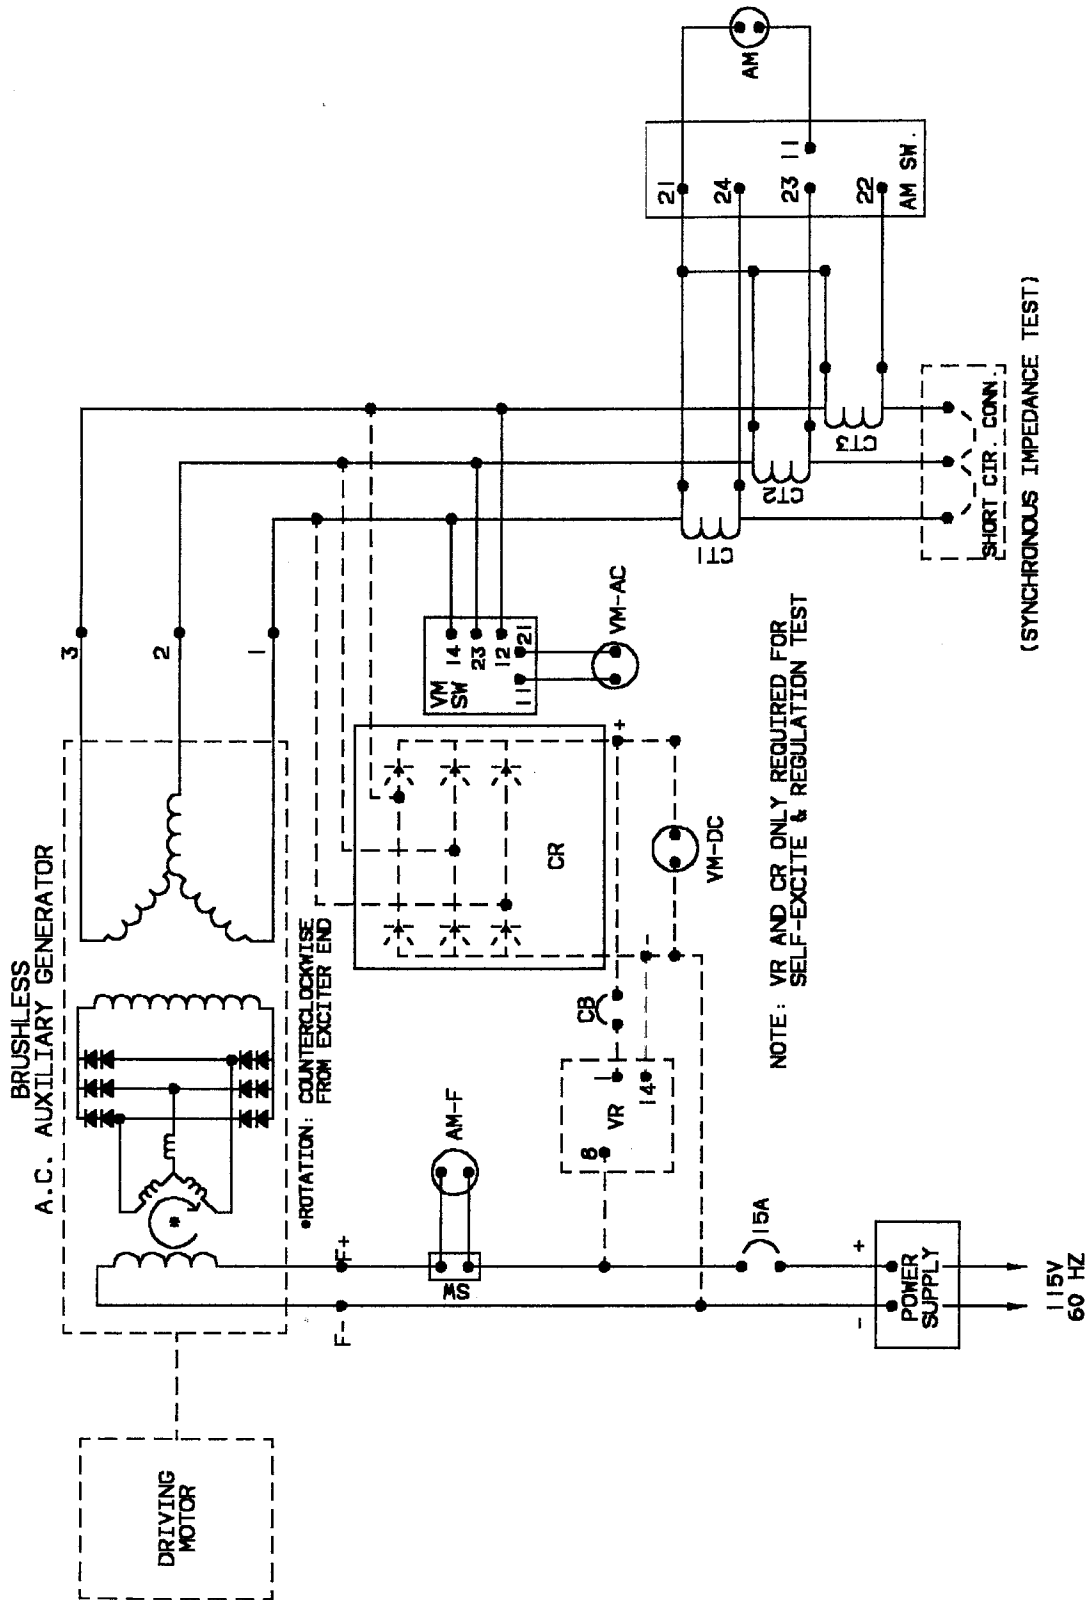 BRUSHLESS
A.C. AUXILIARY GENERATOR
DRIVING
MOTOR
3
2
1
*ROTATION: COUNTERCLOCKWISE
FROM EXCITER END
F-
F+
SW
AM-F
CR
VM
SW
14
23
12
11
21
VM-AC
+
-
VM-DC
CB
VR
1
14
8
15A
-
+
POWER
SUPPLY
115V
60 HZ
NOTE: VR AND CR ONLY REQUIRED FOR
SELF-EXCITE & REGULATION TEST
CT1
CT2
CT3
SHORT CIR. CONN.
(SYNCHRONOUS IMPEDANCE TEST)
21
24
23
11
22
AM SW.
AM